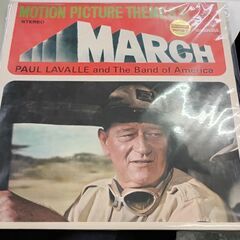 MOTION PICTURE THEM
STEREO
MARCH
PAUL LAVALLE and The Band of America